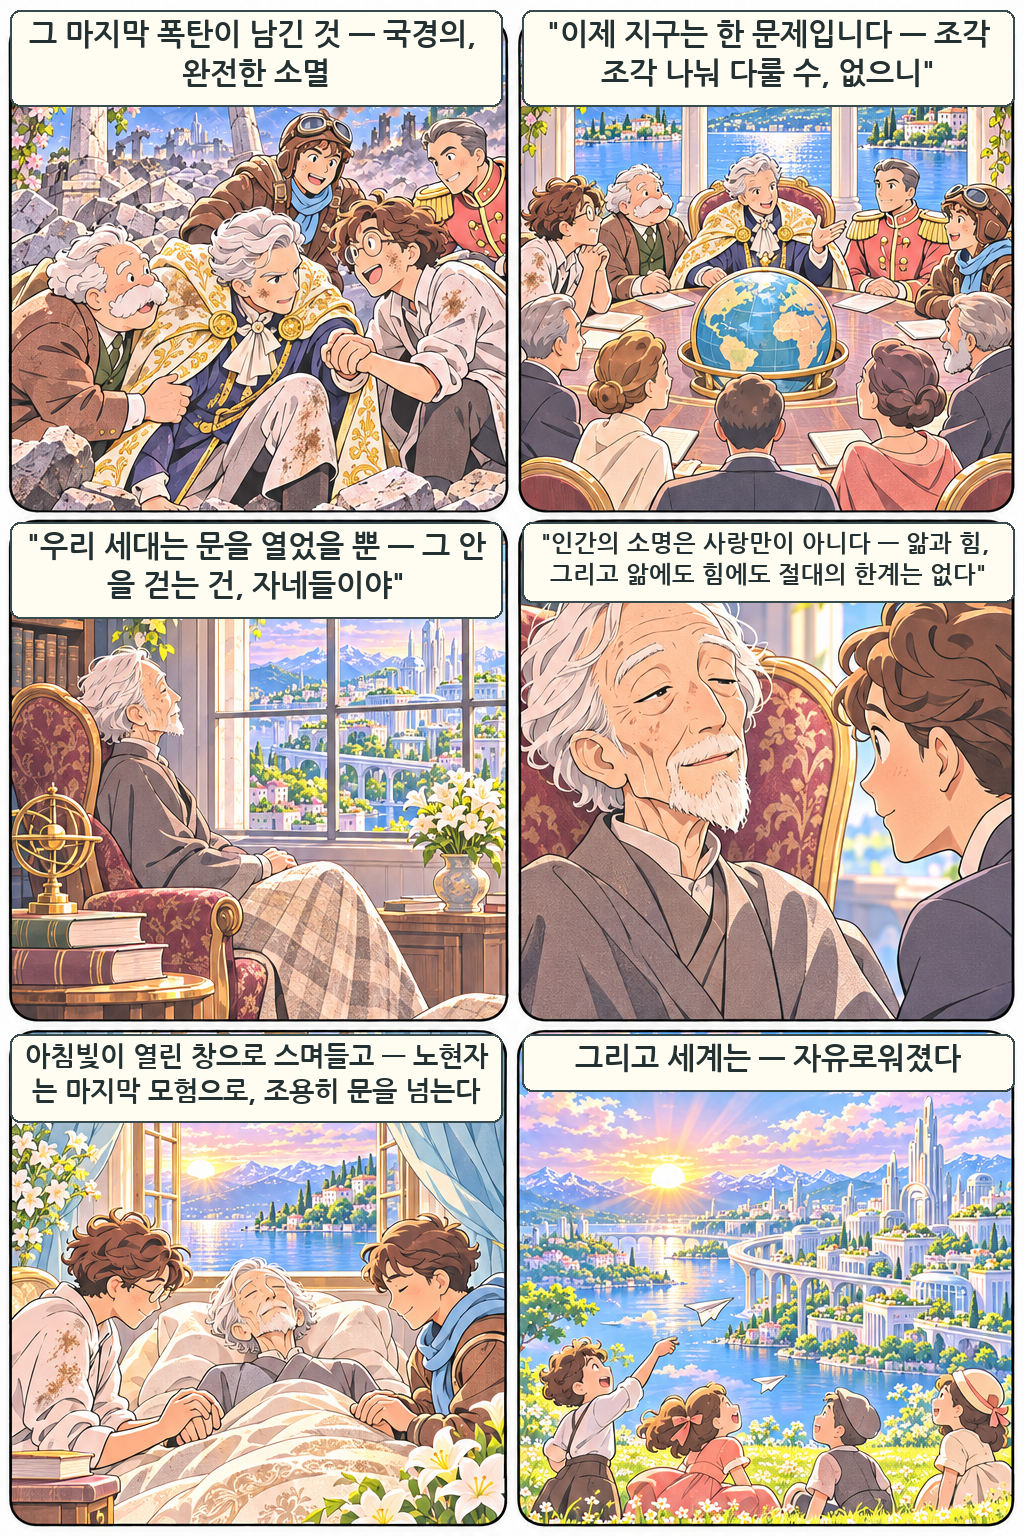 그 마지막 폭탄이 남긴 것 — 국경의,
완전한 소멸
"이제 지구는 한 문제입니다 — 조각
조각 나눠 다룰 수, 없으니"
"우리 세대는 문을 열었을 뿐 — 그 안
을 걷는 건, 자네들이야"
"인간의 소명은 사랑만이 아니다 — 앎과 힘,
그리고 앎에도 힘에도 절대의 한계는 없다"
아침빛이 열린 창으로 스며들고 — 노현자
는 마지막 모험으로, 조용히 문을 넘는다
그리고 세계는 — 자유로워졌다